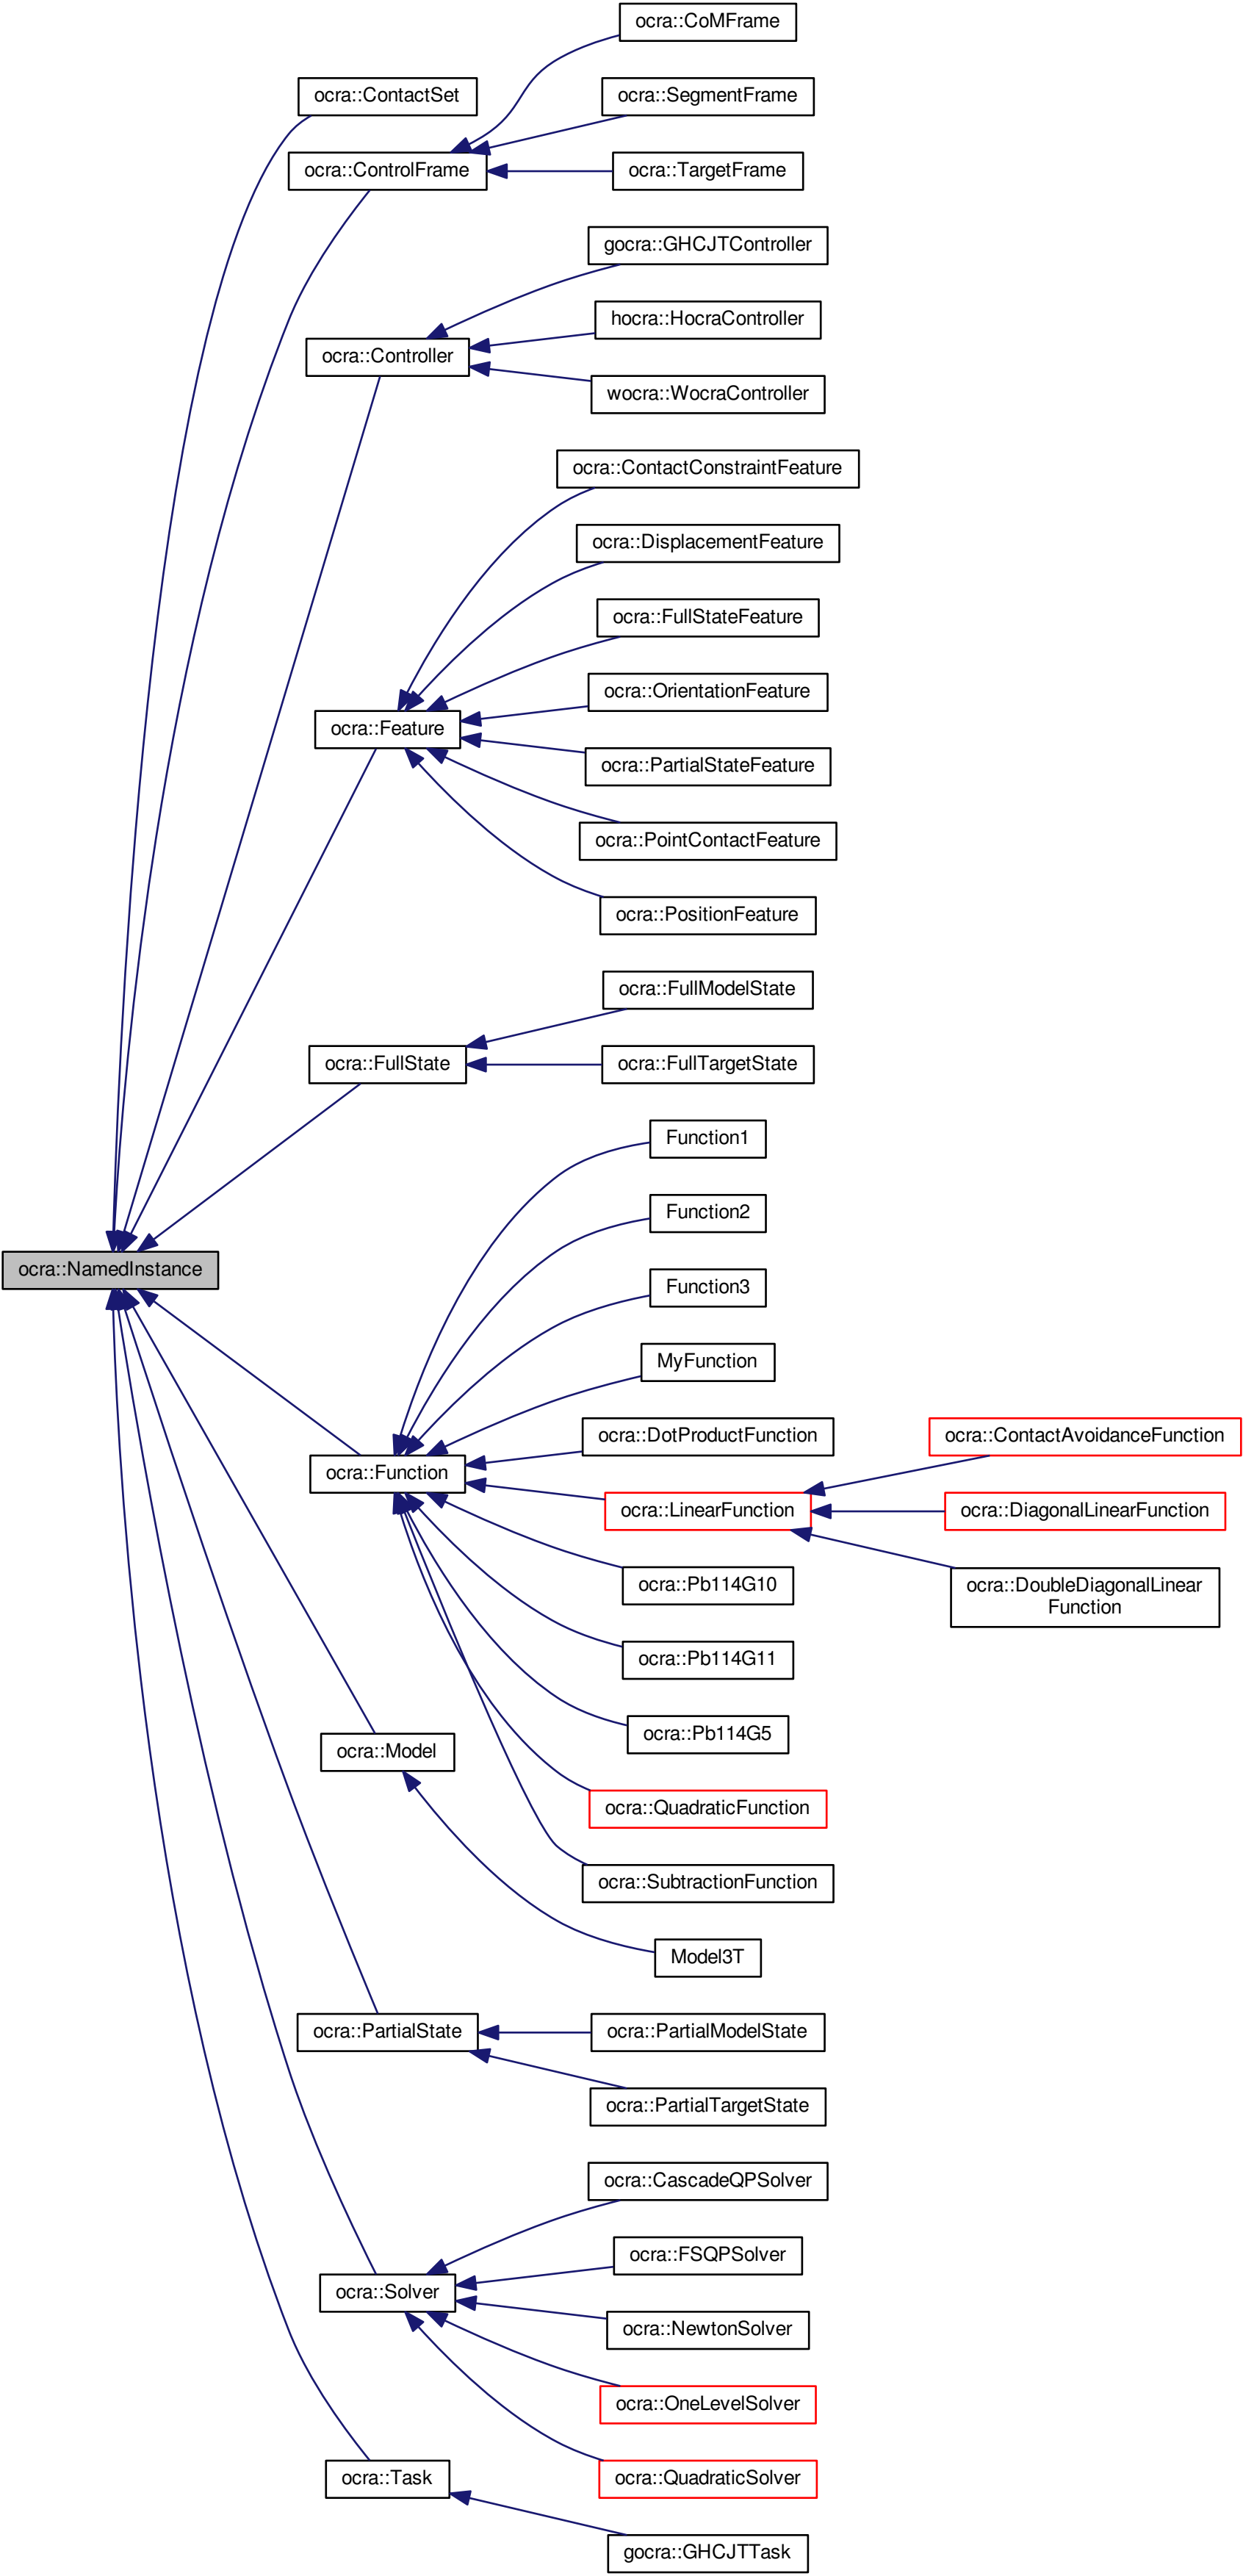 ocra::CoMFrame
ocra::ContactSet
ocra::SegmentFrame
ocra::ControlFrame
ocra::TargetFrame
gocra::GHCJTController
hocra::HocraController
ocra::Controller
wocra::WocraController
ocra::ContactConstraintFeature
ocra::DisplacementFeature
ocra::FullStateFeature
ocra::OrientationFeature
ocra::Feature
ocra::PartialStateFeature
ocra::PointContactFeature
ocra::PositionFeature
ocra::FullModelState
ocra::FullState
ocra::FullTargetState
Function1
Function2
ocra::NamedInstance
Function3
MyFunction
ocra::DotProductFunction
ocra::ContactAvoidanceFunction
ocra::Function
ocra::LinearFunction
ocra::DiagonalLinearFunction
ocra::Pb114G10
ocra::DoubleDiagonalLinear
Function
ocra::Pb114G11
ocra::Pb114G5
ocra::Model
ocra::QuadraticFunction
ocra::SubtractionFunction
Model3T
ocra::PartialState
ocra::PartialModelState
ocra::PartialTargetState
ocra::CascadeQPSolver
ocra::FSQPSolver
ocra::Solver
ocra::NewtonSolver
ocra::OneLevelSolver
ocra::Task
ocra::QuadraticSolver
gocra::GHCJTTask